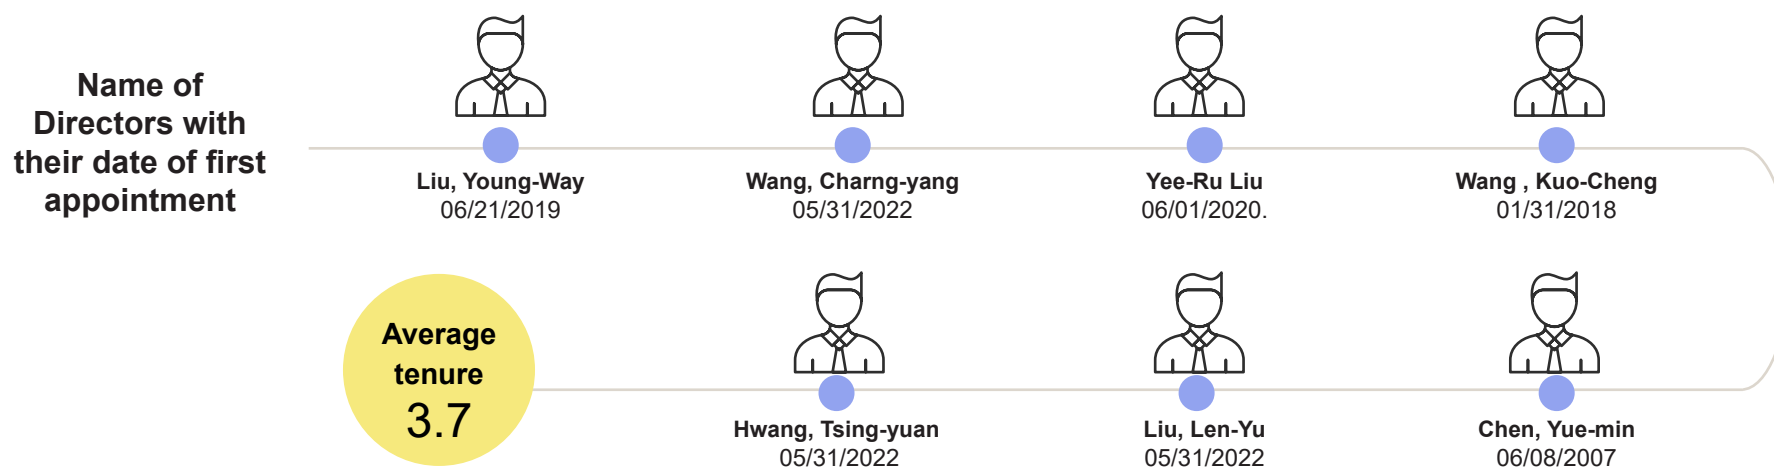 Name of
Directors with
their date of first
appointment
Liu, Young-Way
06/21/2019
Wang, Charng-yang
05/31/2022
Yee-Ru Liu
06/01/2020.
Wang , Kuo-Cheng
01/31/2018
Average
tenure
3.7
Hwang, Tsing-yuan
05/31/2022
Liu, Len-Yu
05/31/2022
Chen, Yue-min
06/08/2007